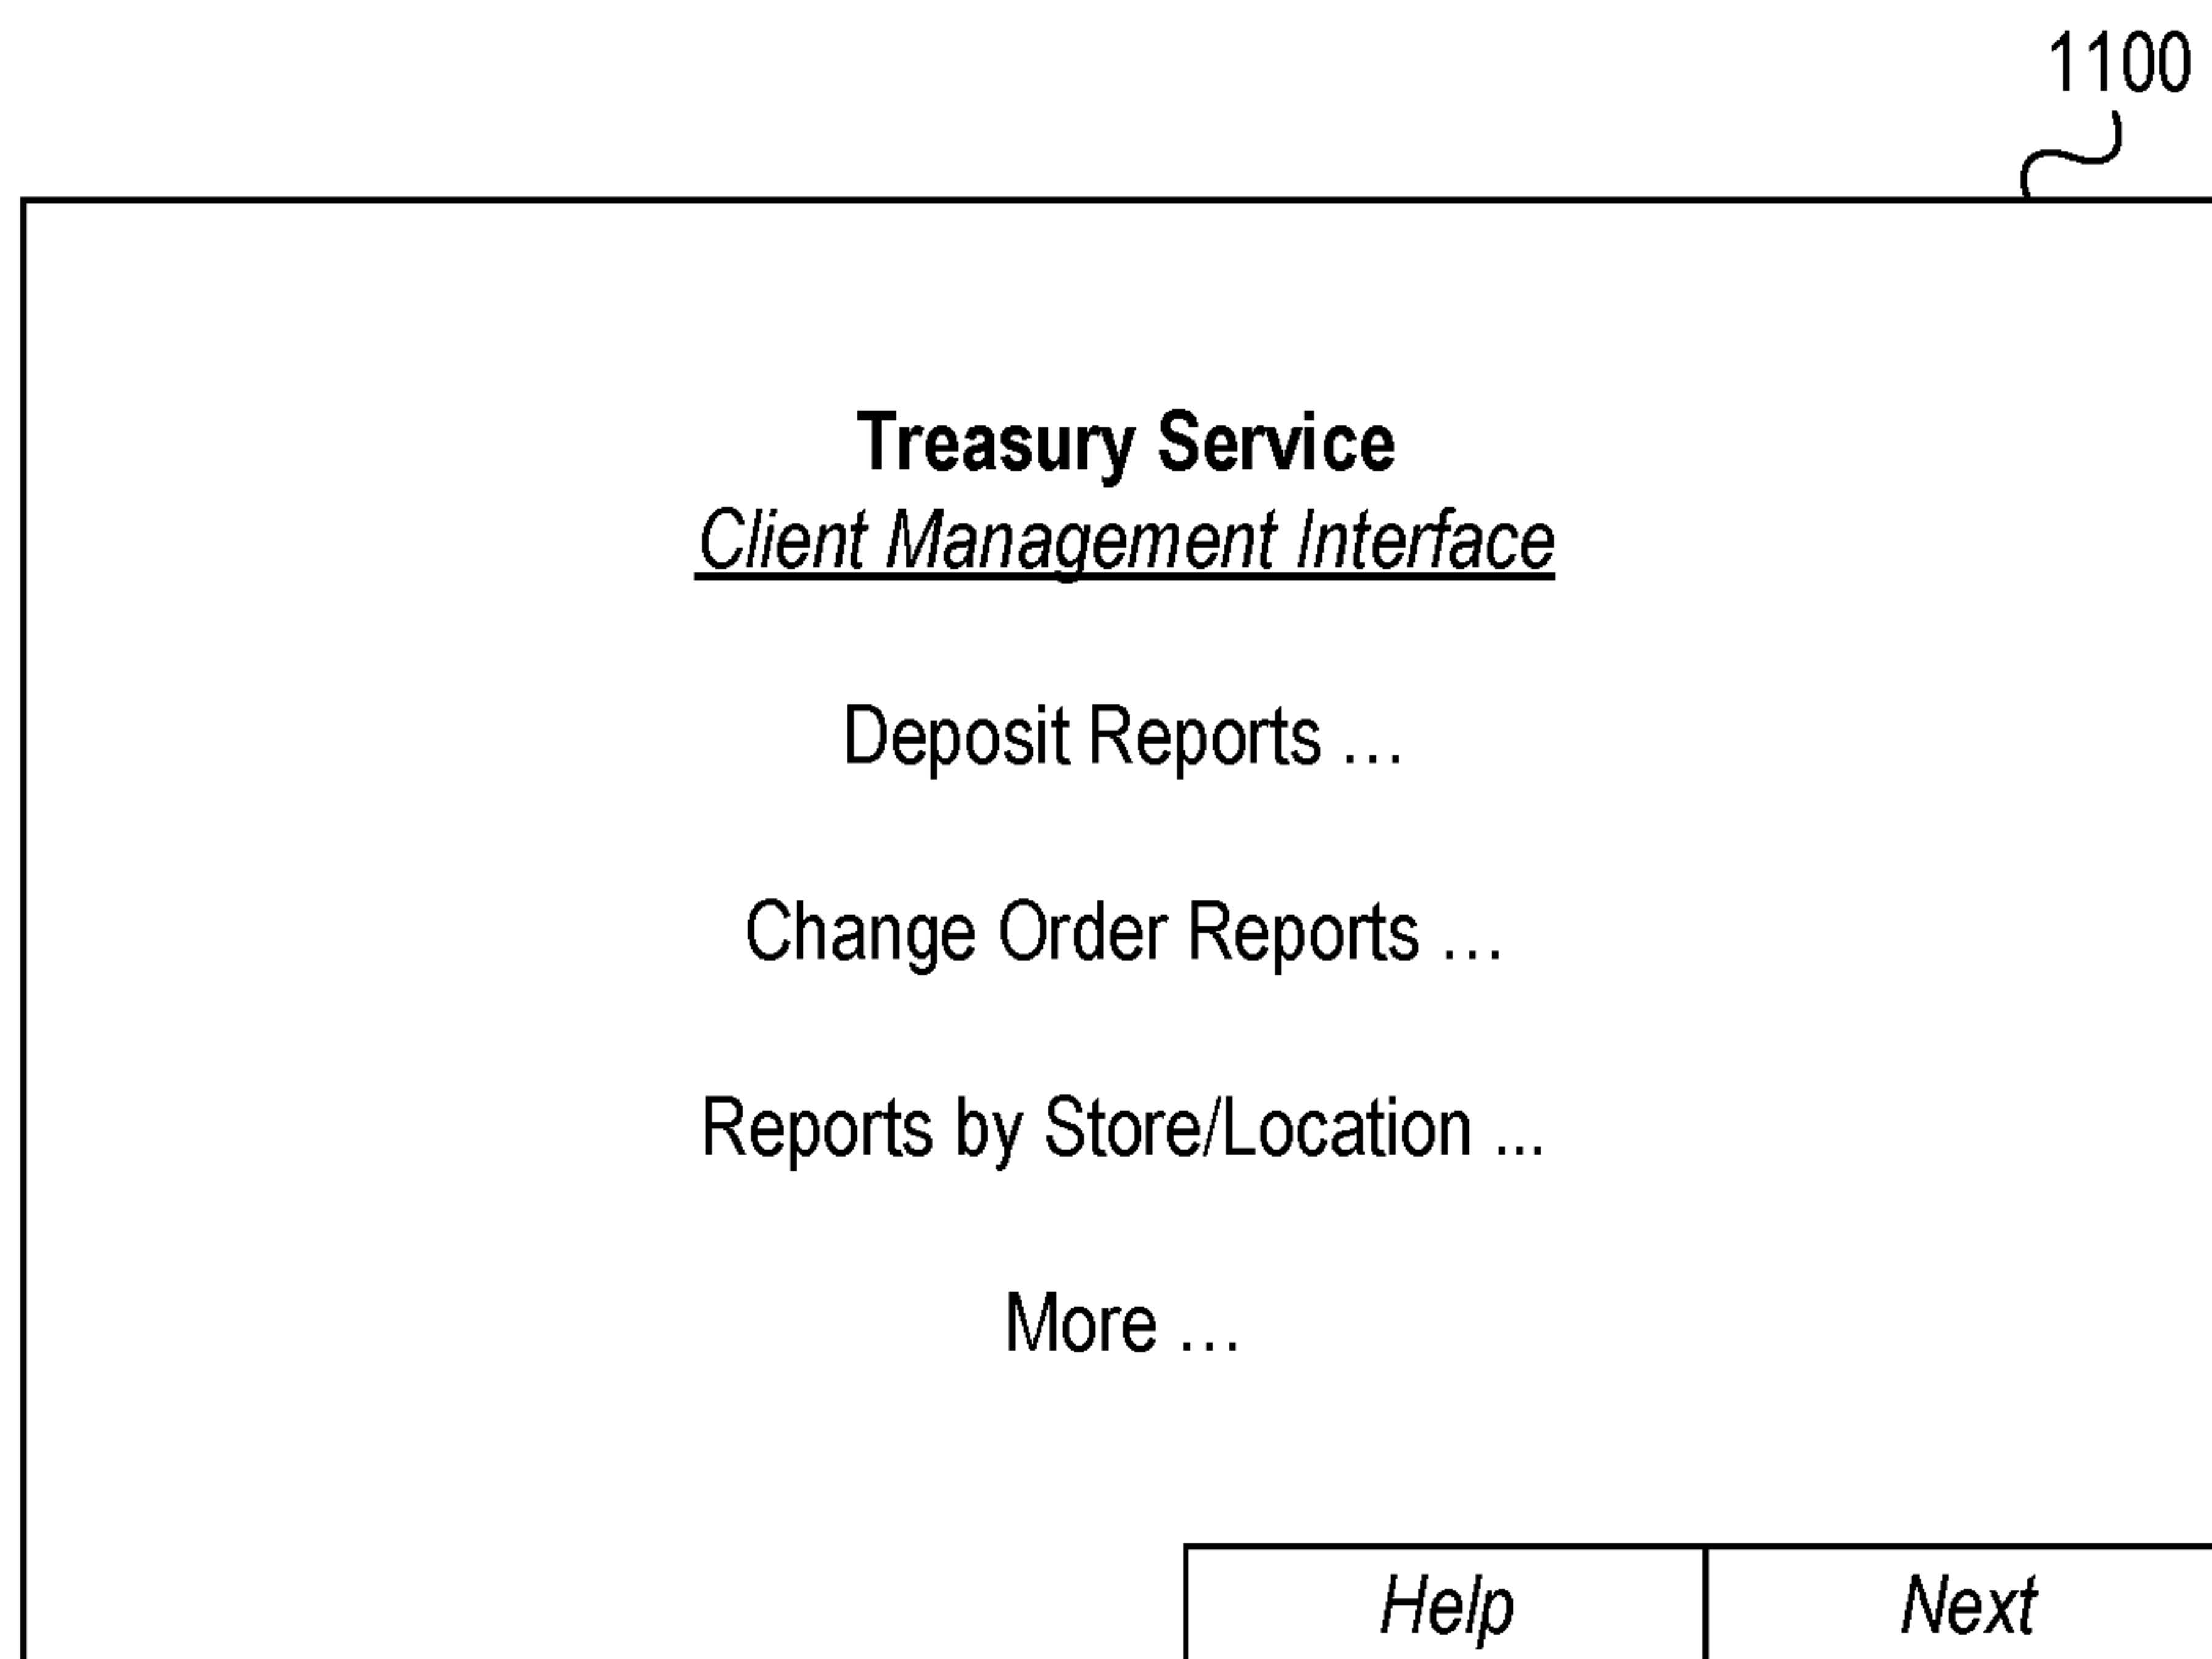 1100
Treasury Service
Client Management Interface
Deposit Reports ...
Change Order Reports ...
Reports by Store/Location ...
More ...
Help Next